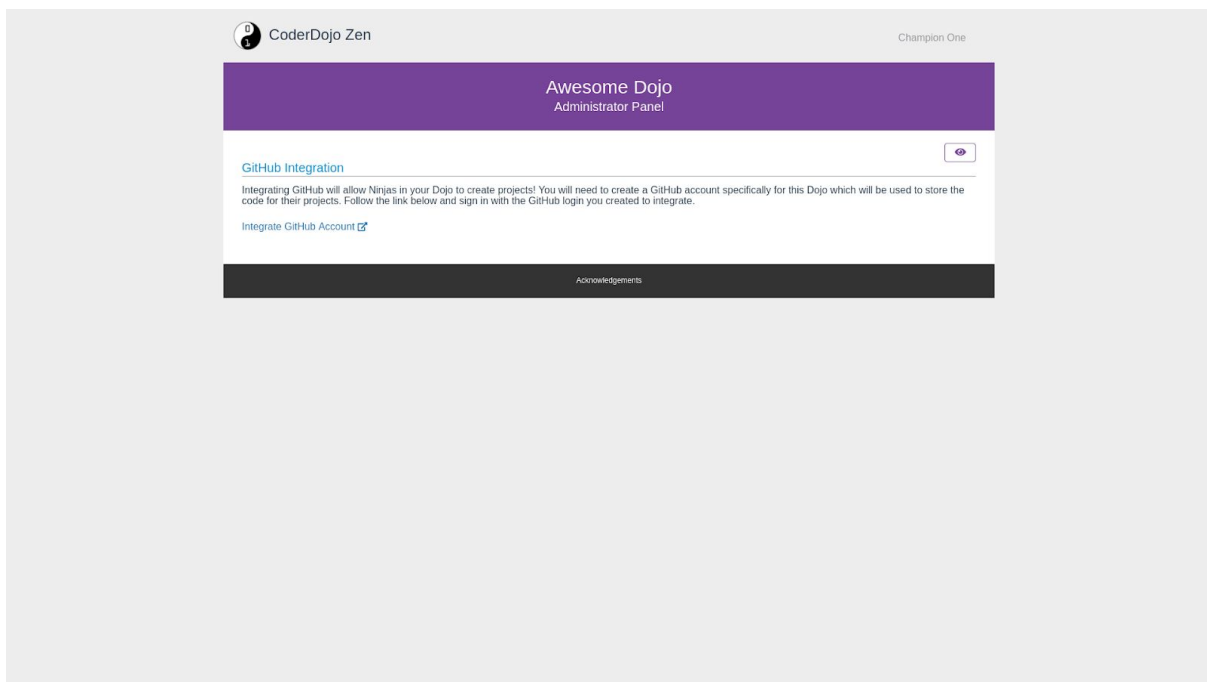 CoderDojo Zen
Champion One
Awesome Dojo
Administrator Panel
GitHub Integration
Integrating GitHub will allow Ninjas in your Dojo to create projects! You will need to create a GitHub account specifically for this Dojo which will be used to store the
code for their projects. Follow the link below and sign in with the GitHub login you created to integrate.
Integrate GitHub Account
Acknowledgements